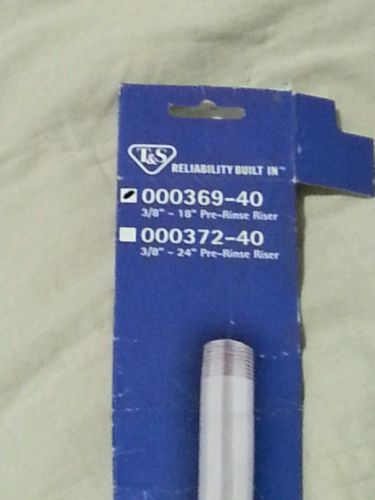 T&S
RELIABILITY BUILT IN™
000369-40
3/8" - 18" Pre-Rinse Riser
000372-40
3/8" - 24" Pre-Rinse Riser